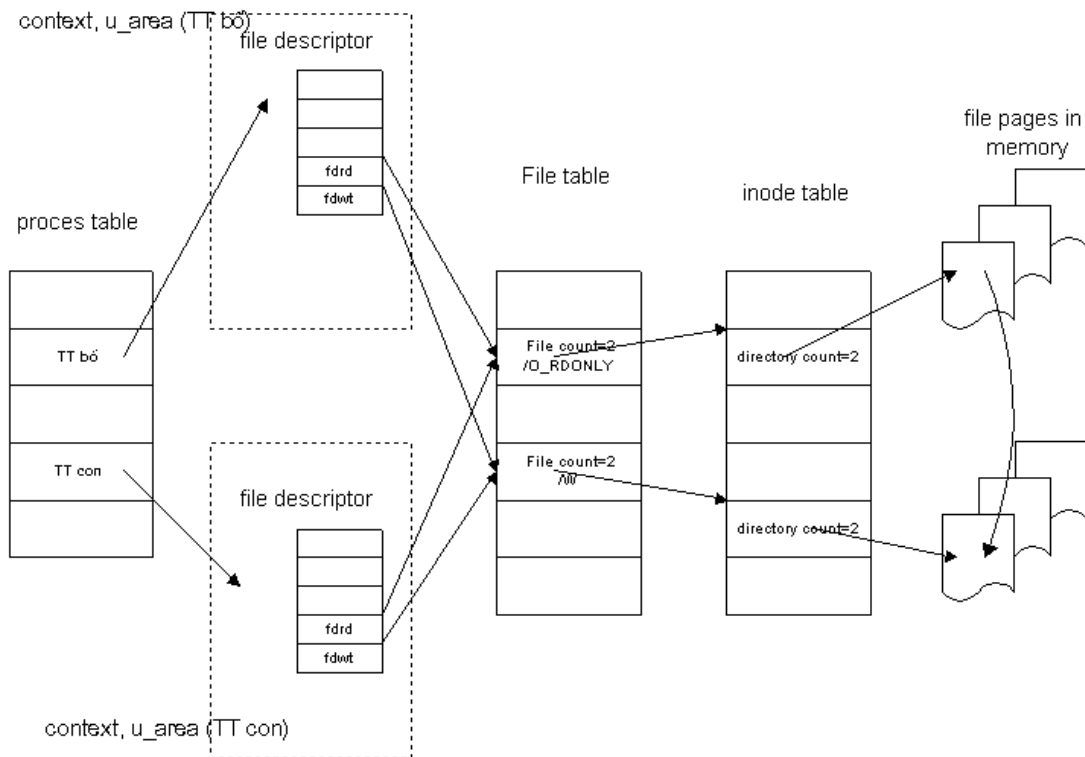 context, u_area (TT bố)
file descriptor
fdrd
fdwt
proces table
TT bố
TT con
File table
File count=2
/O_RDONLY
File count=2
/W
inode table
directory count=2
directory count=2
file pages in
memory
file descriptor
fdrd
fdwt
context, u_area (TT con)